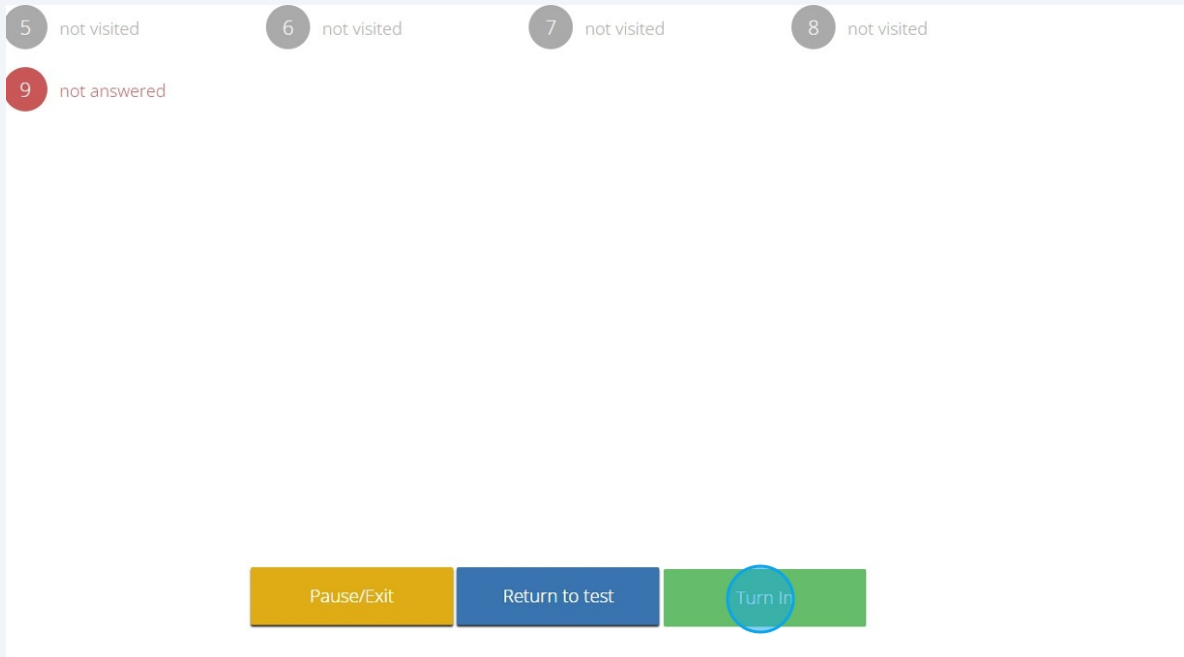 5 not visited 6 not visited 7 not visited 8 not visited
9 not answered
Pause/Exit Return to test Turn In